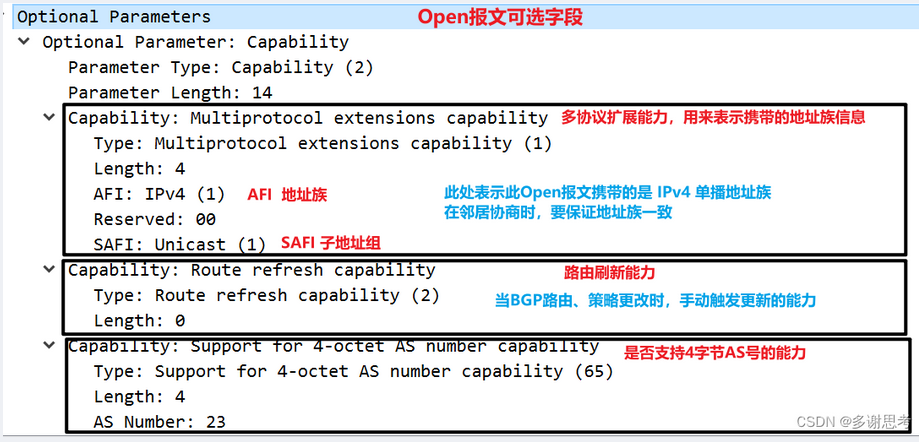 Optional Parameters Open报文可选字段
Optional Parameter: Capability
Parameter Type: Capability (2)
Parameter Length: 14
Capability: Multiprotocol extensions capability 多协议扩展能力，用来表示携带的地址族信息
Type: Multiprotocol extensions capability (1)
Length: 4
AFI: IPv4 (1) AFI 地址族 此处表示此Open报文携带的是 IPv4 单播地址族
Reserved: 00 在邻居协商时，要保证地址族一致
SAFI: Unicast (1) SAFI 子地址组
Capability: Route refresh capability 路由刷新能力
Type: Route refresh capability (2) 当BGP路由、策略更改时，手动触发更新的能力
Length: 0
Capability: Support for 4-octet AS number capability 是否支持4字节AS号的能力
Type: Support for 4-octet AS number capability (65)
Length: 4
AS Number: 23
CSDN @多谢思考